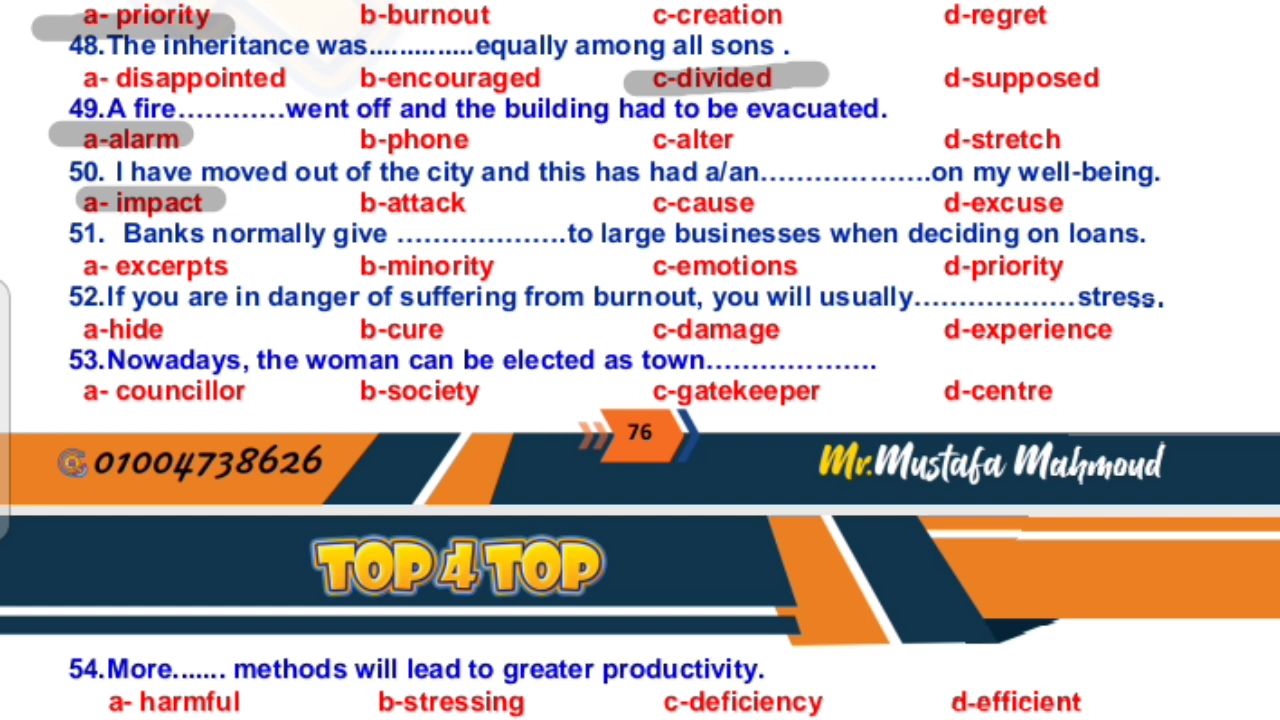 a- priority b-burnout c-creation d-regret
48.The inheritance was..............equally among all sons .
a- disappointed b-encouraged c-divided d-supposed
49.A fire…………went off and the building had to be evacuated.
a-alarm b-phone c-alter d-stretch
50. I have moved out of the city and this has had a/an……………….on my well-being.
a- impact b-attack c-cause d-excuse
51. Banks normally give ……………….to large businesses when deciding on loans.
a- excerpts b-minority c-emotions d-priority
52.If you are in danger of suffering from burnout, you will usually………………stress.
a-hide b-cure c-damage d-experience
53.Nowadays, the woman can be elected as town……………….
a- councillor b-society c-gatekeeper d-centre
76
01004738626 Mr.Mustafa Mahmoud
TOP 4 TOP
54.More....... methods will lead to greater productivity.
a- harmful b-stressing c-deficiency d-efficient